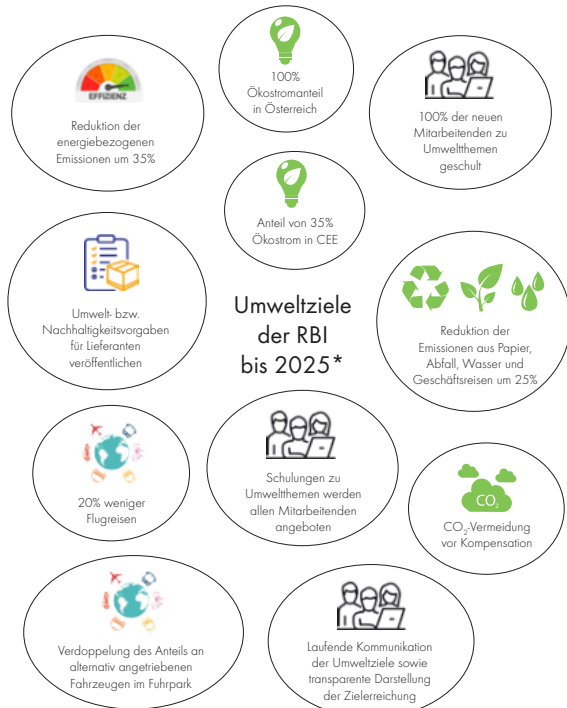 EFFIZIENZ
Reduktion der
energiebezogenen
Emissionen um 35%
100%
Ökostromanteil
in Österreich
100% der neuen
Mitarbeitenden zu
Umweltthemen
geschult
Anteil von 35%
Ökostrom in CEE
Umwelt- bzw.
Nachhaltigkeitsvorgaben
für Lieferanten
veröffentlichen
Umweltziele
der RBI
bis 2025*
Reduktion der
Emissionen aus Papier,
Abfall, Wasser und
Geschäftsreisen um 25%
20% weniger
Flugreisen
Schulungen zu
Umweltthemen werden
allen Mitarbeitenden
angeboten
CO₂
CO₂-Vermeidung
vor Kompensation
Verdoppelung des Anteils an
alternativ angetriebenen
Fahrzeugen im Fuhrpark
Laufende Kommunikation
der Umweltziele sowie
transparente Darstellung
der Zielerreichung